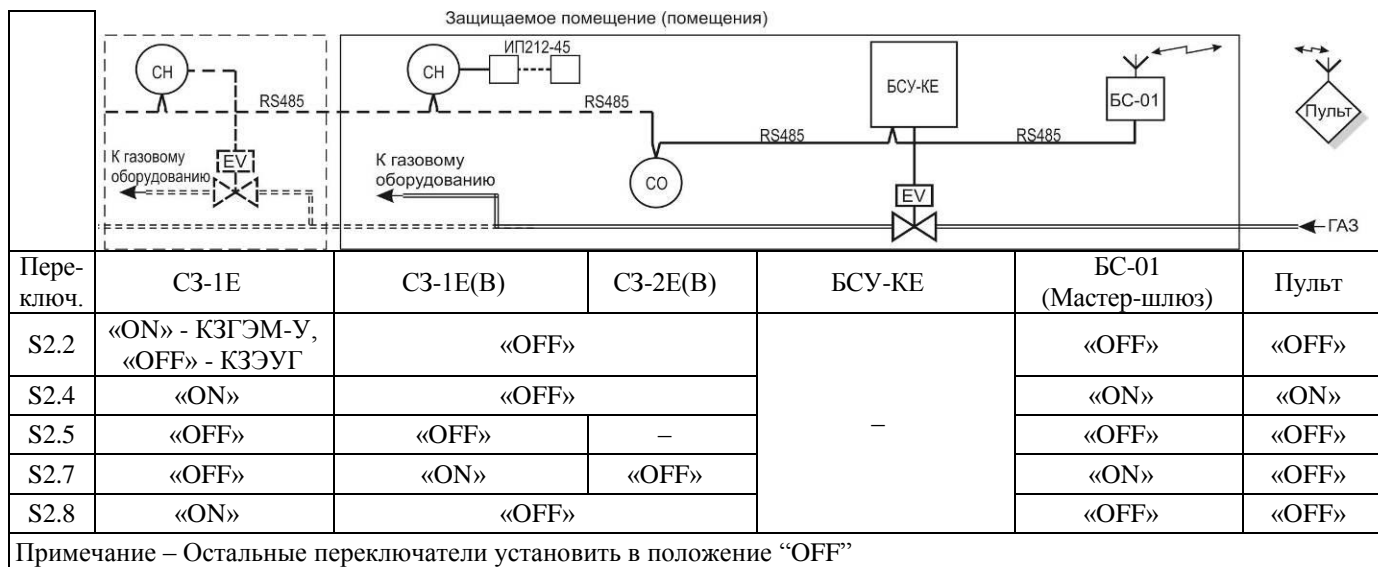 Защищаемое помещение (помещения)
СН
RS485
К газовому
оборудованию
EV
СН
ИП212-45
RS485
К газовому
оборудованию
СО
RS485
БСУ-КЕ
EV
RS485
БС-01
Пульт
ГАЗ
Пере-
ключ.
СЗ-1Е
СЗ-1Е(В)
СЗ-2Е(В)
БСУ-КЕ
БС-01
(Мастер-шлюз)
Пульт
S2.2
«ON» - КЗГЭМ-У,
«OFF» - КЗЭУГ
«OFF»
–
«OFF»
«OFF»
S2.4
«ON»
«OFF»
«ON»
«ON»
S2.5
«OFF»
«OFF»
–
«OFF»
«OFF»
S2.7
«OFF»
«ON»
«OFF»
«ON»
«OFF»
S2.8
«ON»
«OFF»
«OFF»
«OFF»
Примечание – Остальные переключатели установить в положение “OFF”